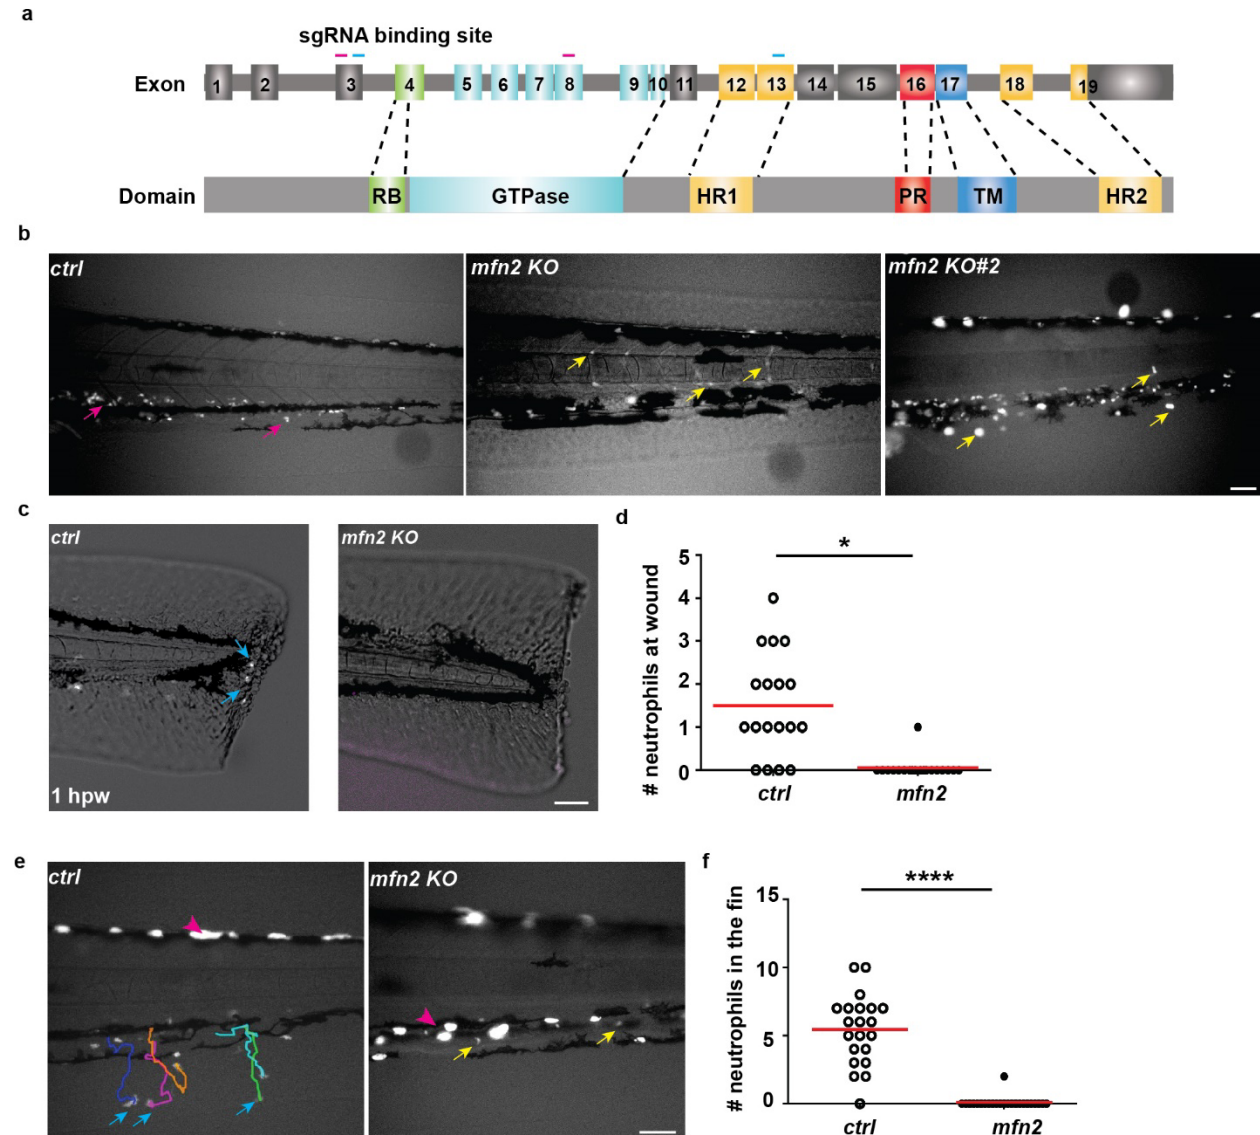 a
sgRNA binding site
Exon 1 2 3 4 5 6 7 8 9 10 11 12 13 14 15 16 17 18 19
Domain RB GTPase HR1 PR TM HR2
b
ctrl mfn2 KO mfn2 KO#2
c
ctrl mfn2 KO
1 hpw
d
*
# neutrophils at wound
5
4
3
2
1
0
ctrl mfn2
e
ctrl mfn2 KO
f
****
# neutrophils in the fin
15
10
5
0
ctrl mfn2